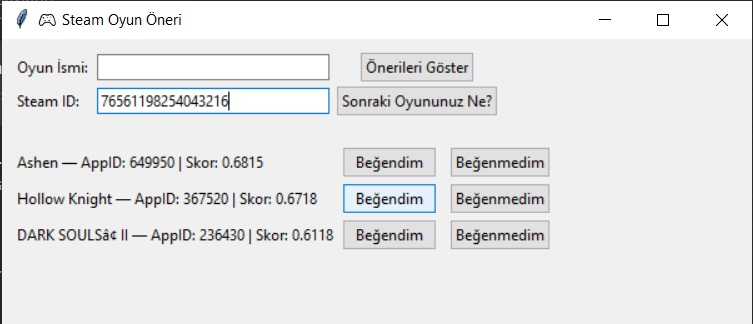 Steam Oyun Öneri
Oyun İsmi: Önerileri Göster
Steam ID: 76561198254043216 Sonraki Oyununuz Ne?
Ashen — AppID: 649950 | Skor: 0.6815 Beğendim Beğenmedim
Hollow Knight — AppID: 367520 | Skor: 0.6718 Beğendim Beğenmedim
DARK SOULSâ¢ II — AppID: 236430 | Skor: 0.6118 Beğendim Beğenmedim